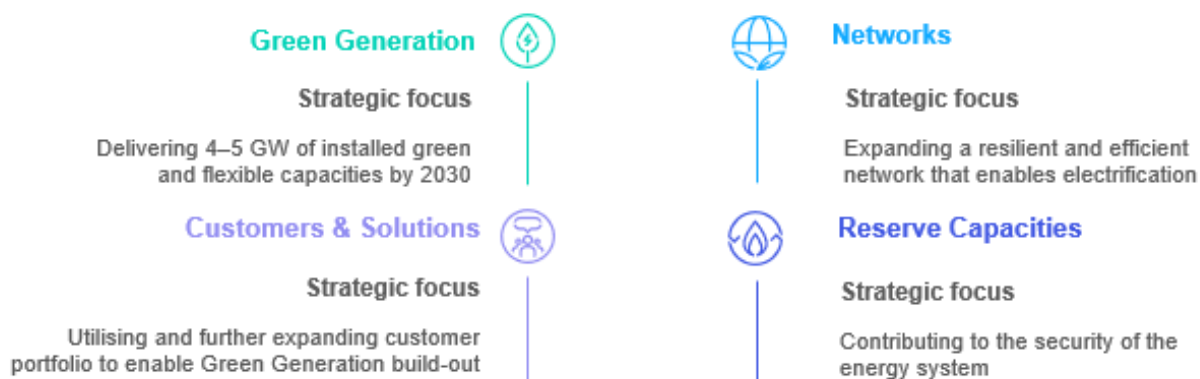 Green Generation
Strategic focus
Delivering 4–5 GW of installed green
and flexible capacities by 2030
Networks
Strategic focus
Expanding a resilient and efficient
network that enables electrification
Customers & Solutions
Strategic focus
Utilising and further expanding customer
portfolio to enable Green Generation build-out
Reserve Capacities
Strategic focus
Contributing to the security of the
energy system